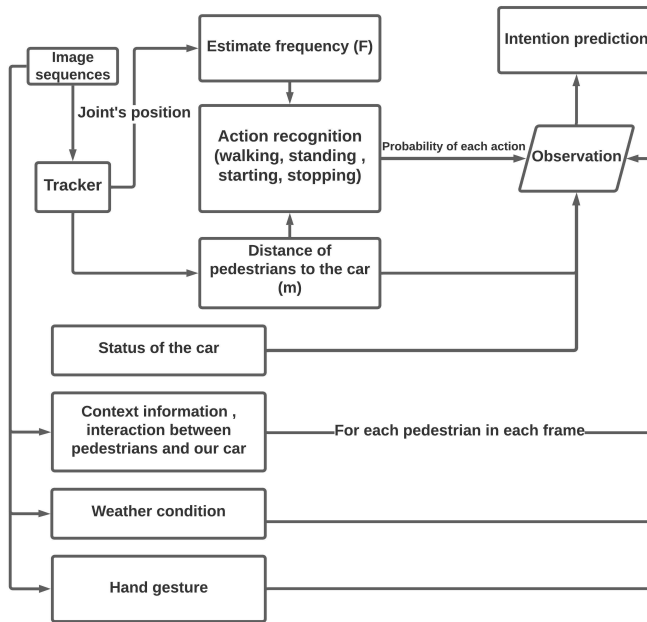 Image
sequences
Estimate frequency (F)
Intention prediction
Joint's position
Action recognition
(walking, standing ,
starting, stopping)
Probability of each action
Observation
Tracker
Distance of
pedestrians to the car
(m)
Status of the car
Context information ,
interaction between
pedestrians and our car
For each pedestrian in each frame
Weather condition
Hand gesture